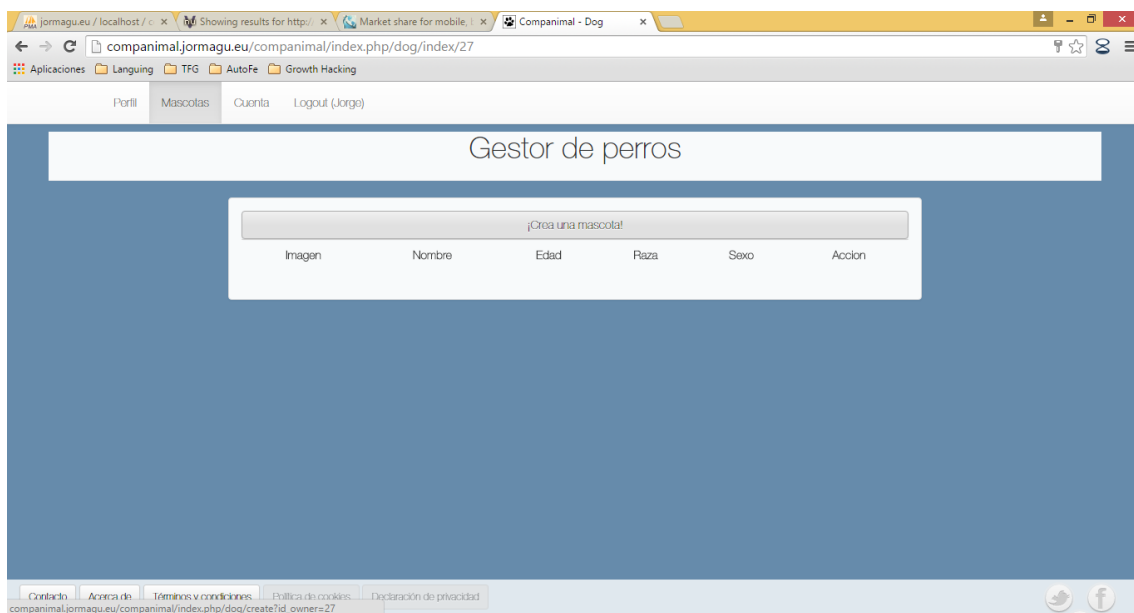 jormagu.eu / localhost / c
Showing results for http:/
Market share for mobile,
Companimal - Dog
companimal.jormagu.eu/companimal/index.php/dog/index/27
Aplicaciones Languing TFG AutoFe Growth Hacking
Perfil Mascotas Cuenta Logout (Jorge)
Gestor de perros
¡Crea una mascota!
Imagen Nombre Edad Raza Sexo Accion
Contacto Acerca de Términos y condiciones Política de cookies Declaración de privacidad
companimal.jormagu.eu/companimal/index.php/dog/create?id_owner=27